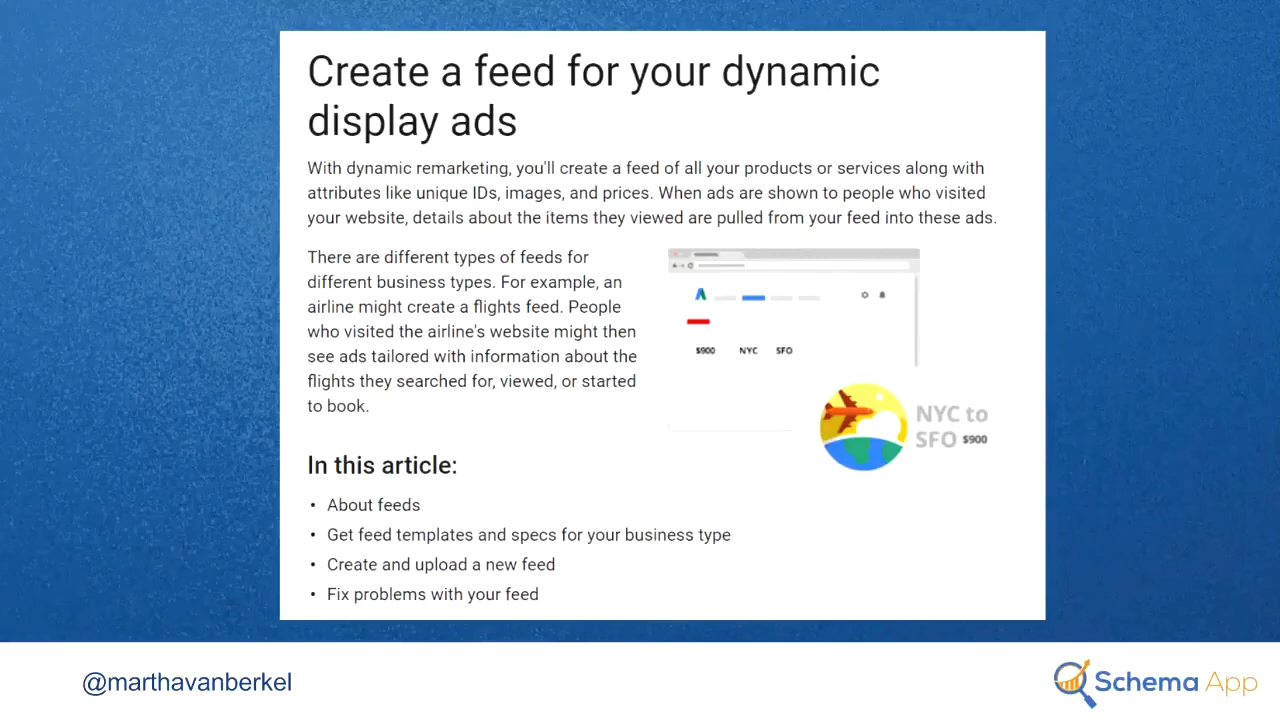 Create a feed for your dynamic
display ads
With dynamic remarketing, you'll create a feed of all your products or services along with
attributes like unique IDs, images, and prices. When ads are shown to people who visited
your website, details about the items they viewed are pulled from your feed into these ads.
There are different types of feeds for
different business types. For example, an
airline might create a flights feed. People
who visited the airline's website might then
see ads tailored with information about the
flights they searched for, viewed, or started
to book.
$900 NYC SFO
NYC to
SFO $900
In this article:
• About feeds
• Get feed templates and specs for your business type
• Create and upload a new feed
• Fix problems with your feed
@marthavanberkel
Schema App